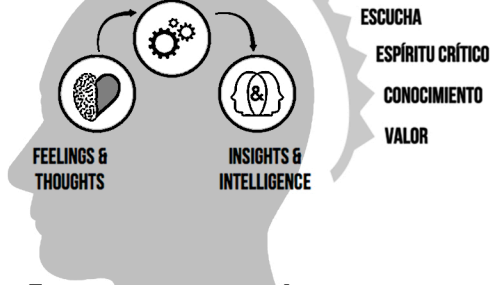 ESCUCHA
ESPÍRITU CRÍTICO
CONOCIMIENTO
VALOR
&
FEELINGS &
THOUGHTS
INSIGHTS &
INTELLIGENCE